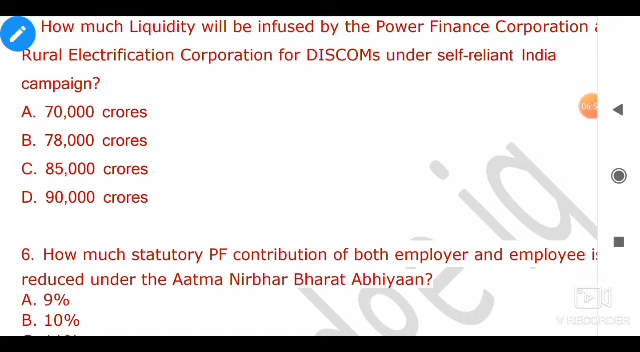 How much Liquidity will be infused by the Power Finance Corporation
Rural Electrification Corporation for DISCOMs under self-reliant India
campaign?
A. 70,000 crores
B. 78,000 crores
C. 85,000 crores
D. 90,000 crores
6. How much statutory PF contribution of both employer and employee is
reduced under the Aatma Nirbhar Bharat Abhiyaan?
A. 9%
B. 10%
V RECORDER